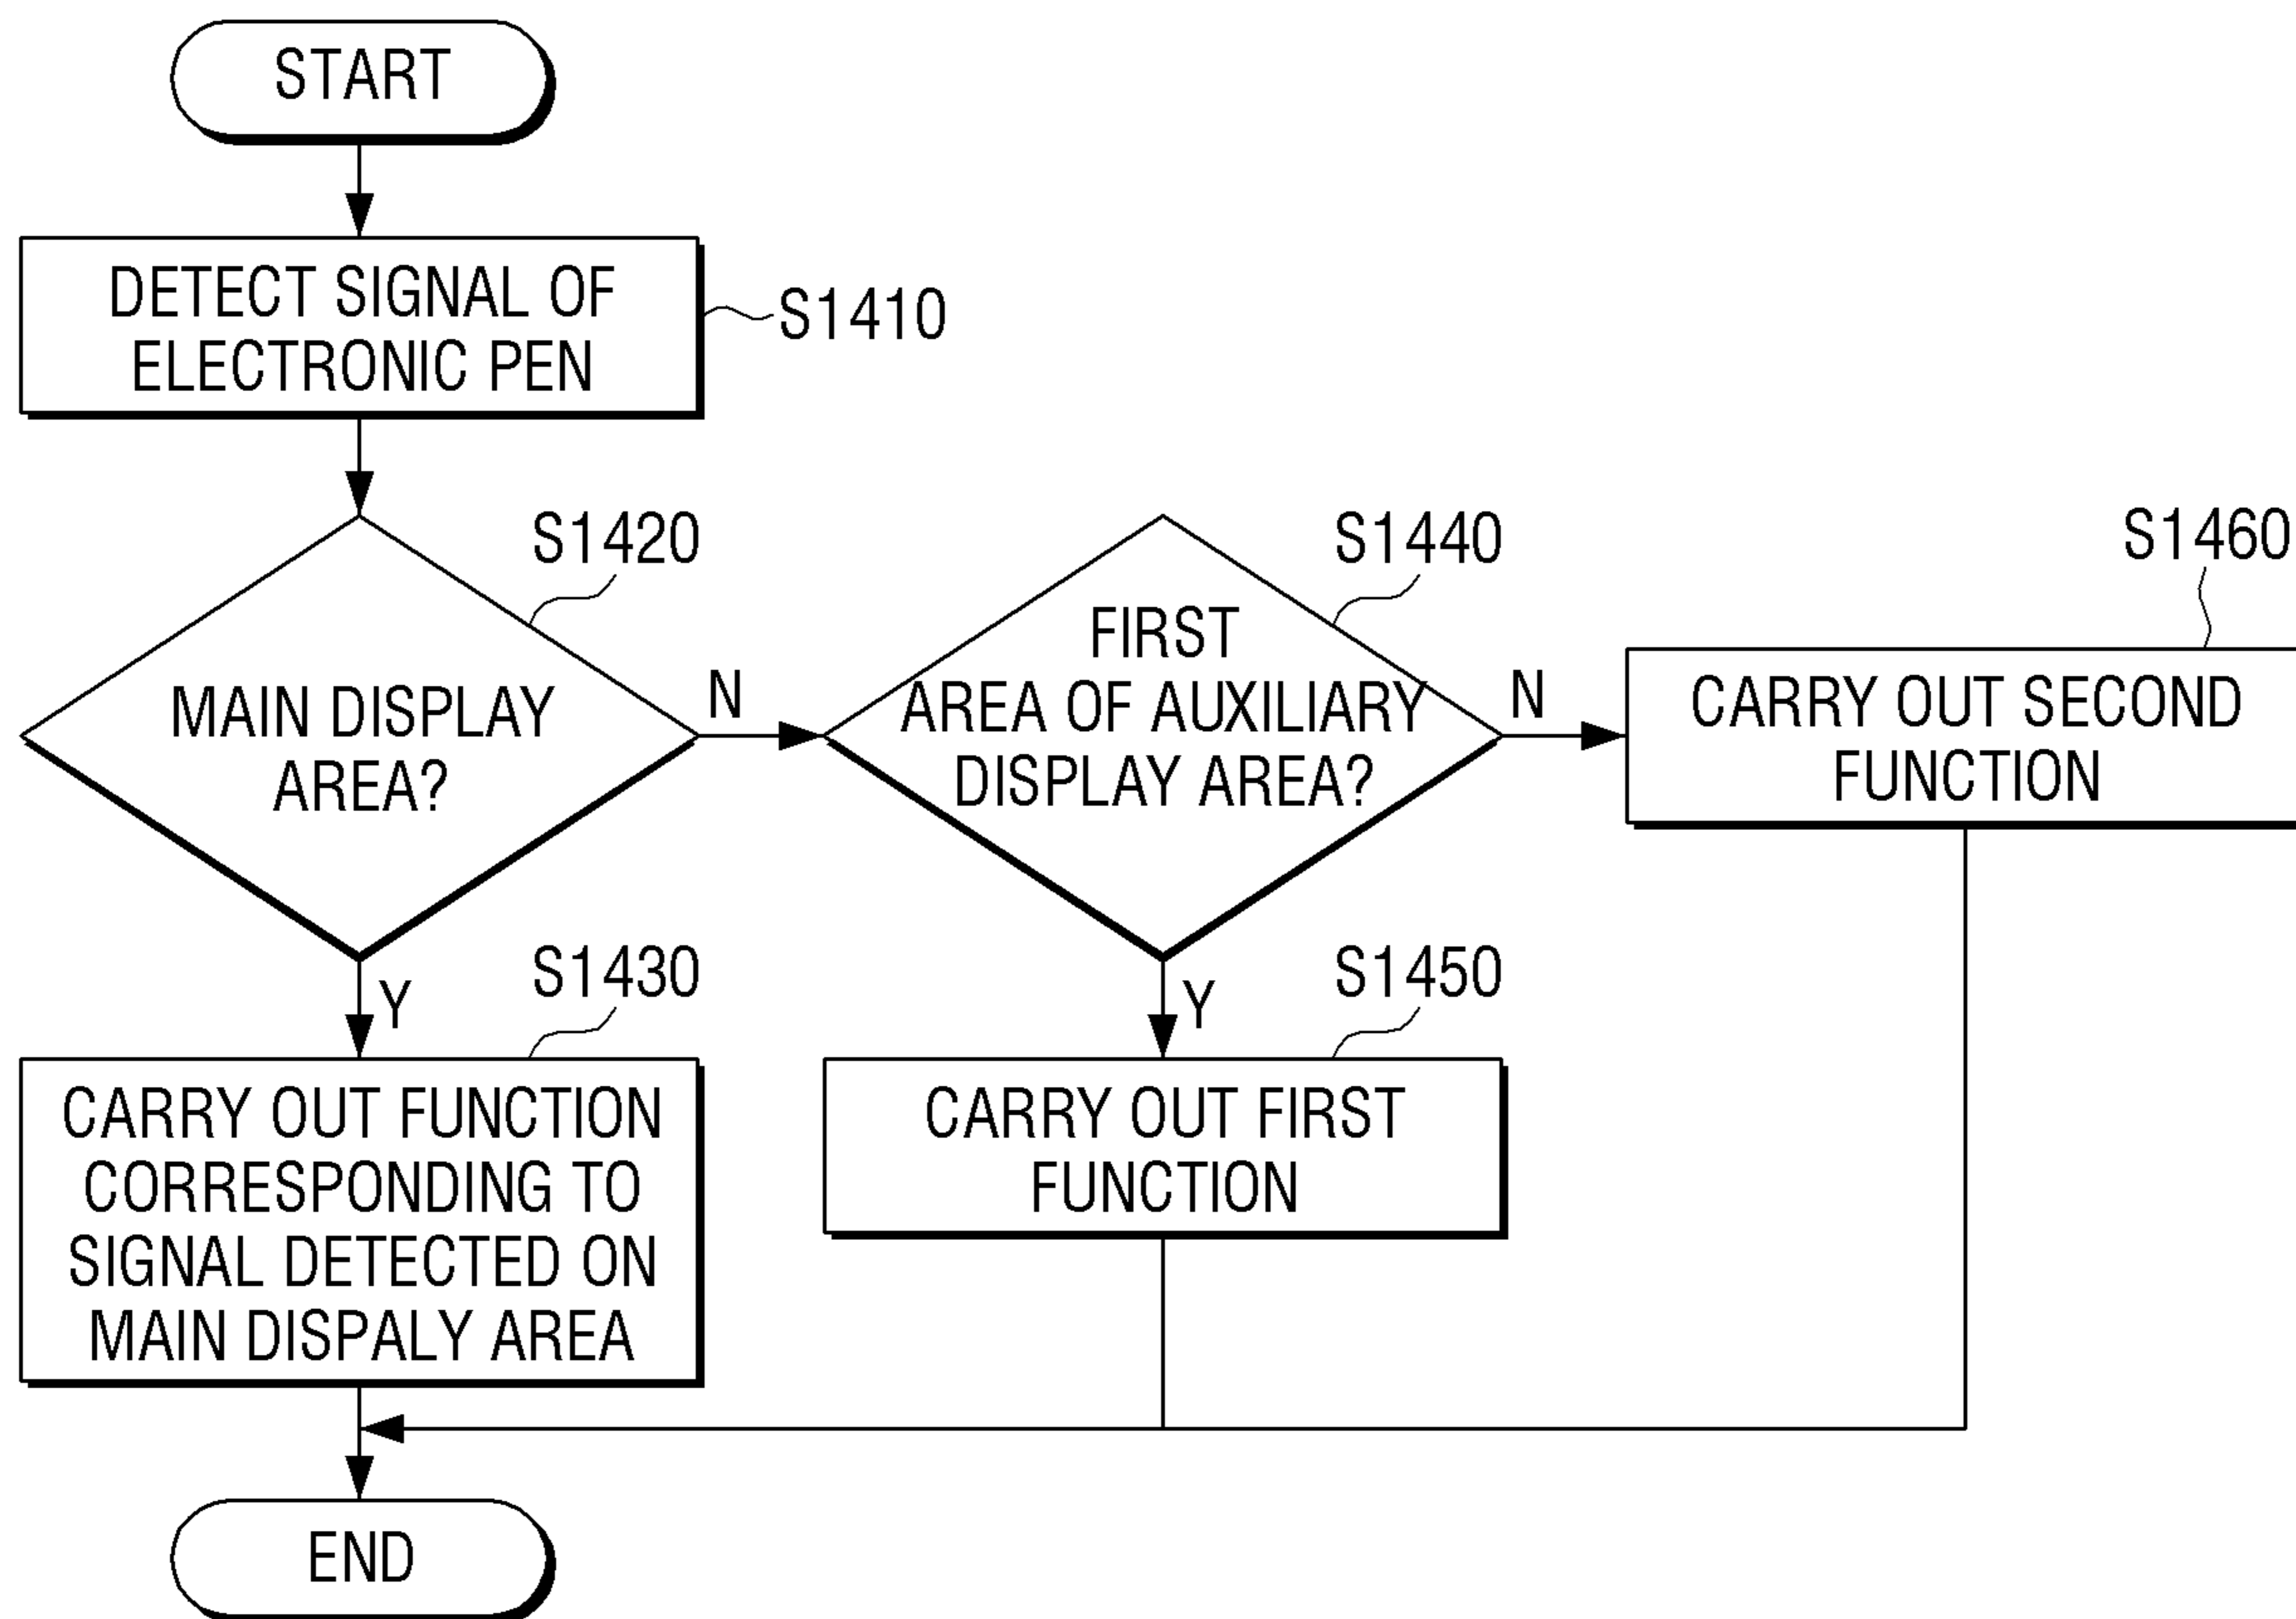 START
DETECT SIGNAL OF
ELECTRONIC PEN
S1410
S1420
MAIN DISPLAY
AREA?
N
Y
S1440
FIRST
AREA OF AUXILIARY
DISPLAY AREA?
N
Y
S1460
CARRY OUT SECOND
FUNCTION
S1430
CARRY OUT FUNCTION
CORRESPONDING TO
SIGNAL DETECTED ON
MAIN DISPALY AREA
S1450
CARRY OUT FIRST
FUNCTION
END